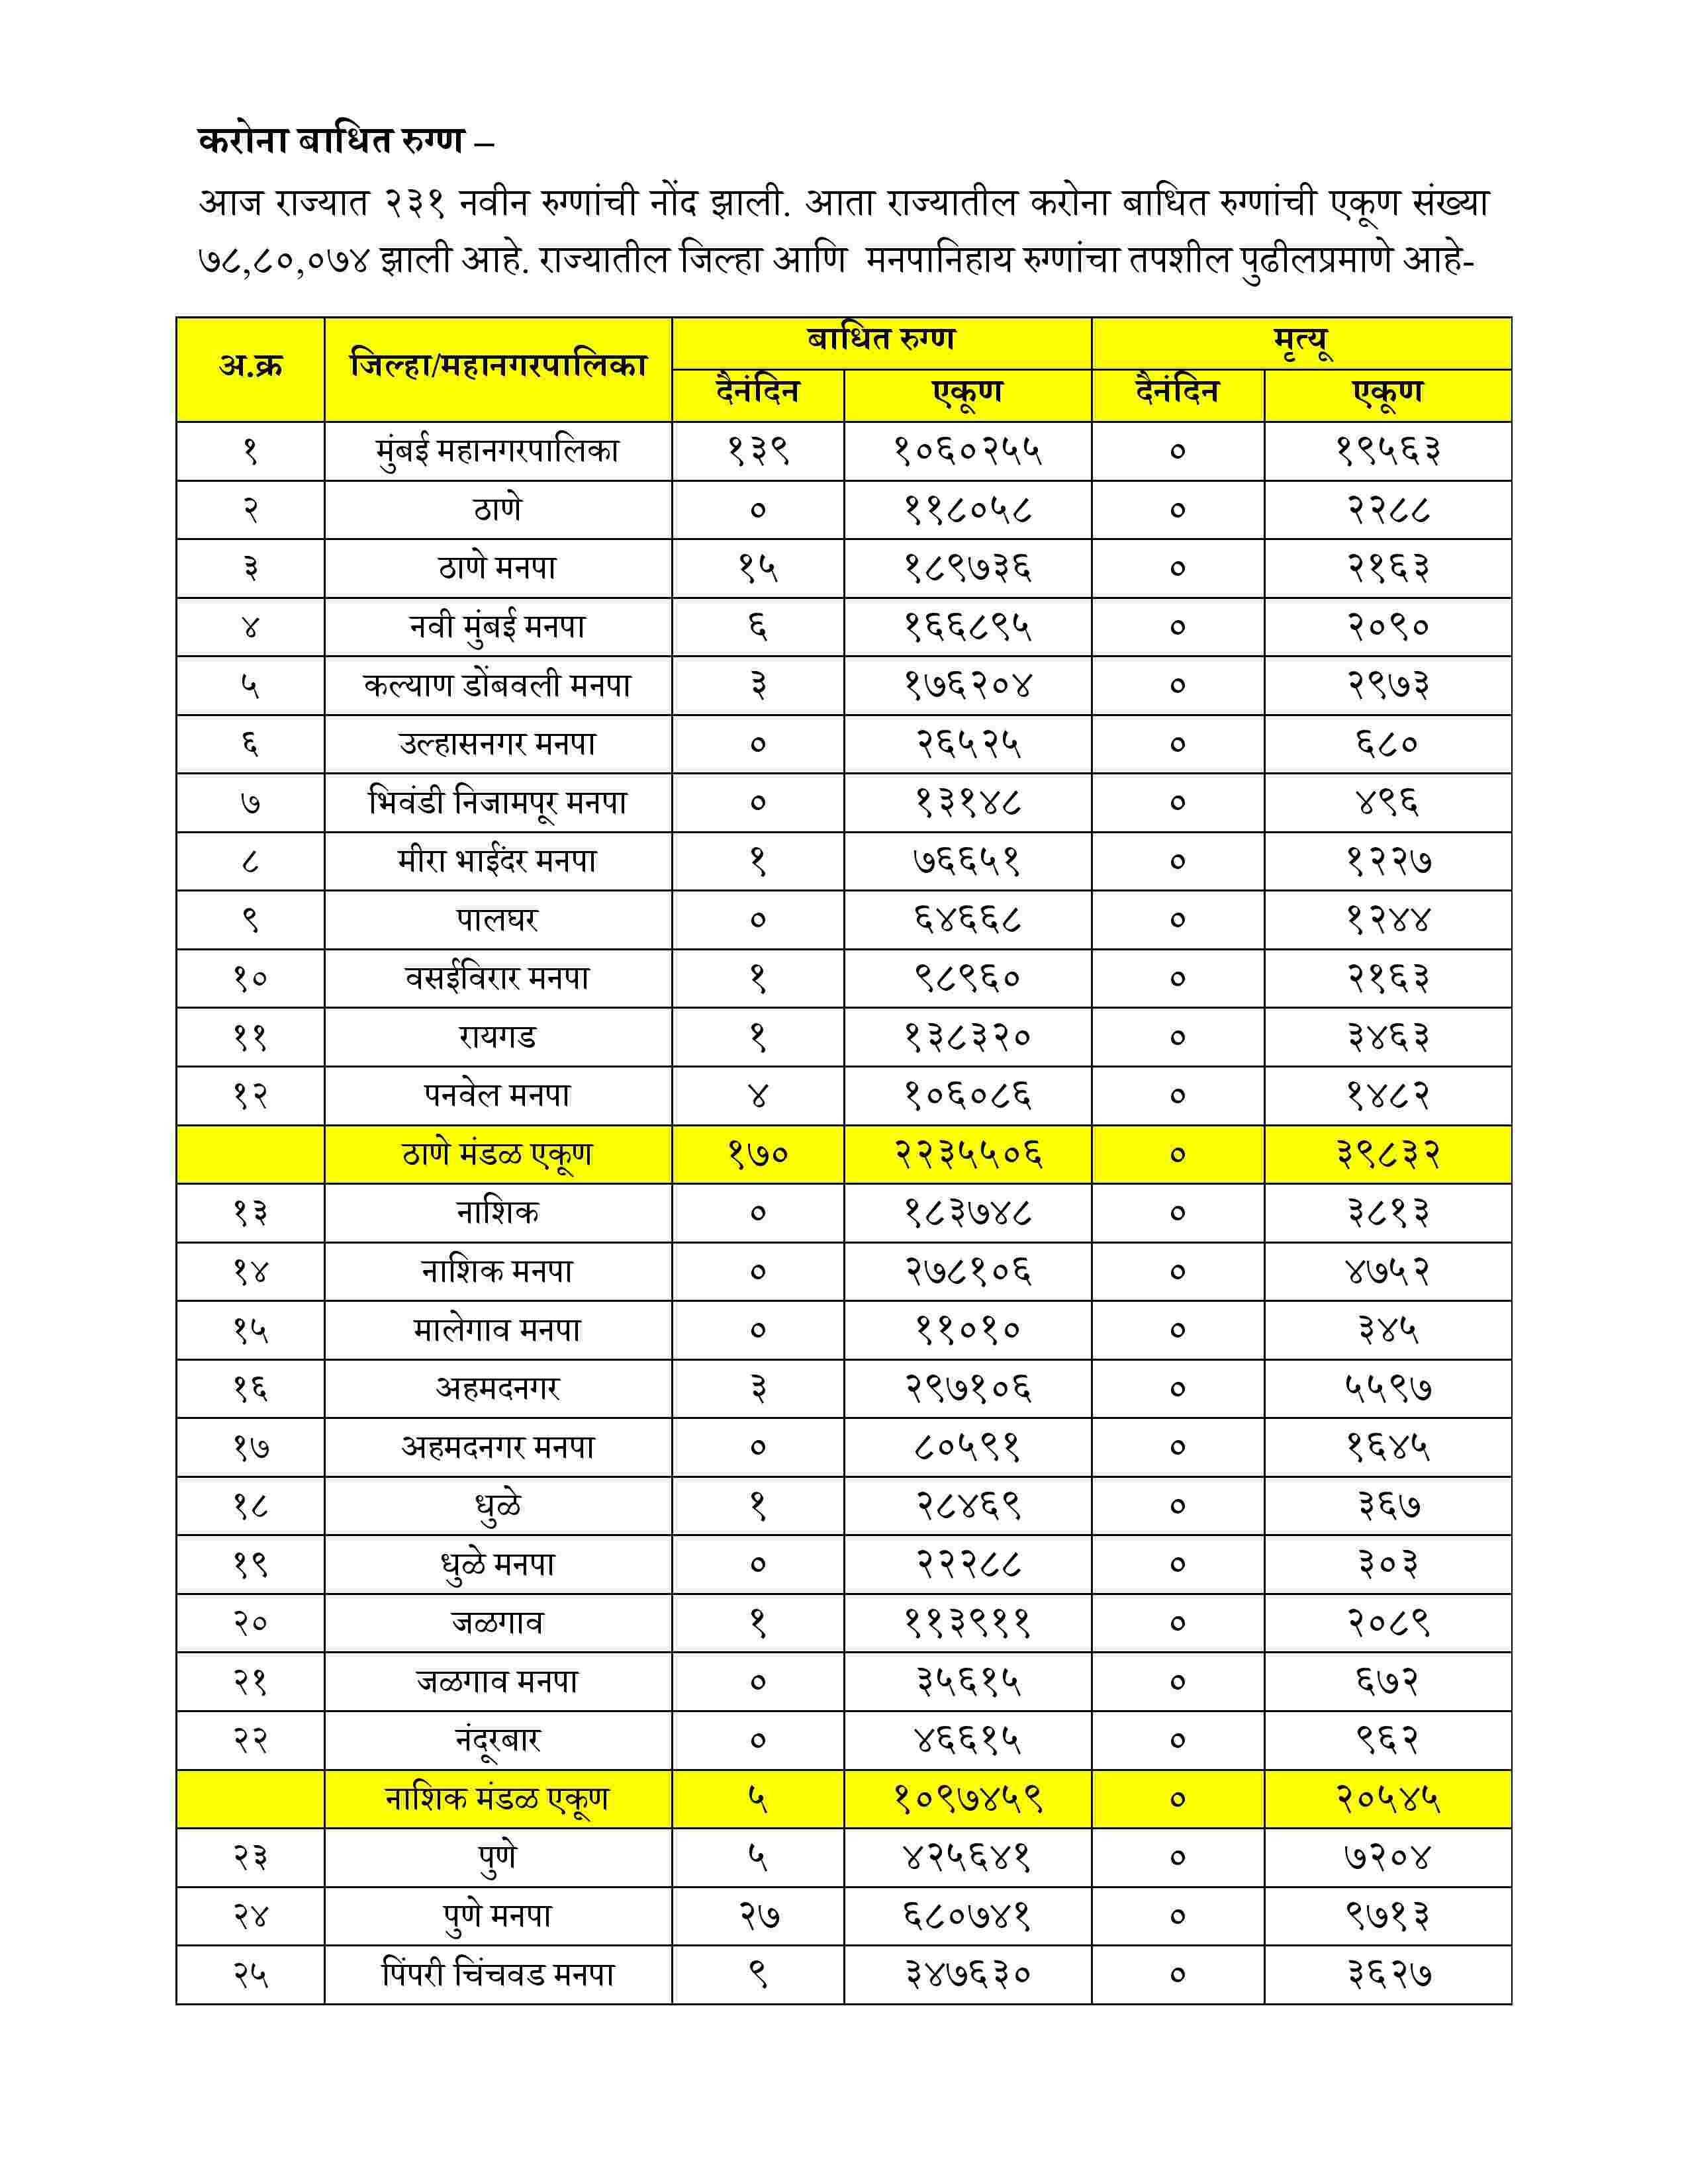 करोना बाधित रुग्ण –
आज राज्यात २३१ नवीन रुग्णांची नोंद झाली. आता राज्यातील करोना बाधित रुग्णांची एकूण संख्या
७८,८०,०७४ झाली आहे. राज्यातील जिल्हा आणि मनपानिहाय रुग्णांचा तपशील पुढीलप्रमाणे आहे-
अ.क्र जिल्हा/महानगरपालिका बाधित रुग्ण मृत्यू
दैनंदिन एकूण दैनंदिन एकूण
१ मुंबई महानगरपालिका १३९ १०६०२५५ ० १९५६३
२ ठाणे ० ११८०५८ ० २२८८
३ ठाणे मनपा १५ १८९७३६ ० २१६३
४ नवी मुंबई मनपा ६ १६६८९५ ० २०९०
५ कल्याण डोंबवली मनपा ३ १७६२०४ ० २९७३
६ उल्हासनगर मनपा ० २६५२५ ० ६८०
७ भिवंडी निजामपूर मनपा ० १३१४८ ० ४९६
८ मीरा भाईंदर मनपा १ ७६६५१ ० १२२७
९ पालघर ० ६४६६८ ० १२४४
१० वसईविरार मनपा १ ९८९६० ० २१६३
११ रायगड १ १३८३२० ० ३४६३
१२ पनवेल मनपा ४ १०६०८६ ० १४८२
ठाणे मंडळ एकूण १७० २२३५५०६ ० ३९८३२
१३ नाशिक ० १८३७४८ ० ३८१३
१४ नाशिक मनपा ० २७८१०६ ० ४७५२
१५ मालेगाव मनपा ० ११०१० ० ३४५
१६ अहमदनगर ३ २९७१०६ ० ५५९७
१७ अहमदनगर मनपा ० ८०५९१ ० १६४५
१८ धुळे १ २८४६९ ० ३६७
१९ धुळे मनपा ० २२२८८ ० ३०३
२० जळगाव १ ११३९११ ० २०८९
२१ जळगाव मनपा ० ३५६१५ ० ६७२
२२ नंदूरबार ० ४६६१५ ० ९६२
नाशिक मंडळ एकूण ५ १०९७४५९ ० २०५४५
२३ पुणे ५ ४२५६४१ ० ७२०४
२४ पुणे मनपा २७ ६८०७४१ ० ९७१३
२५ पिंपरी चिंचवड मनपा ९ ३४७६३० ० ३६२७